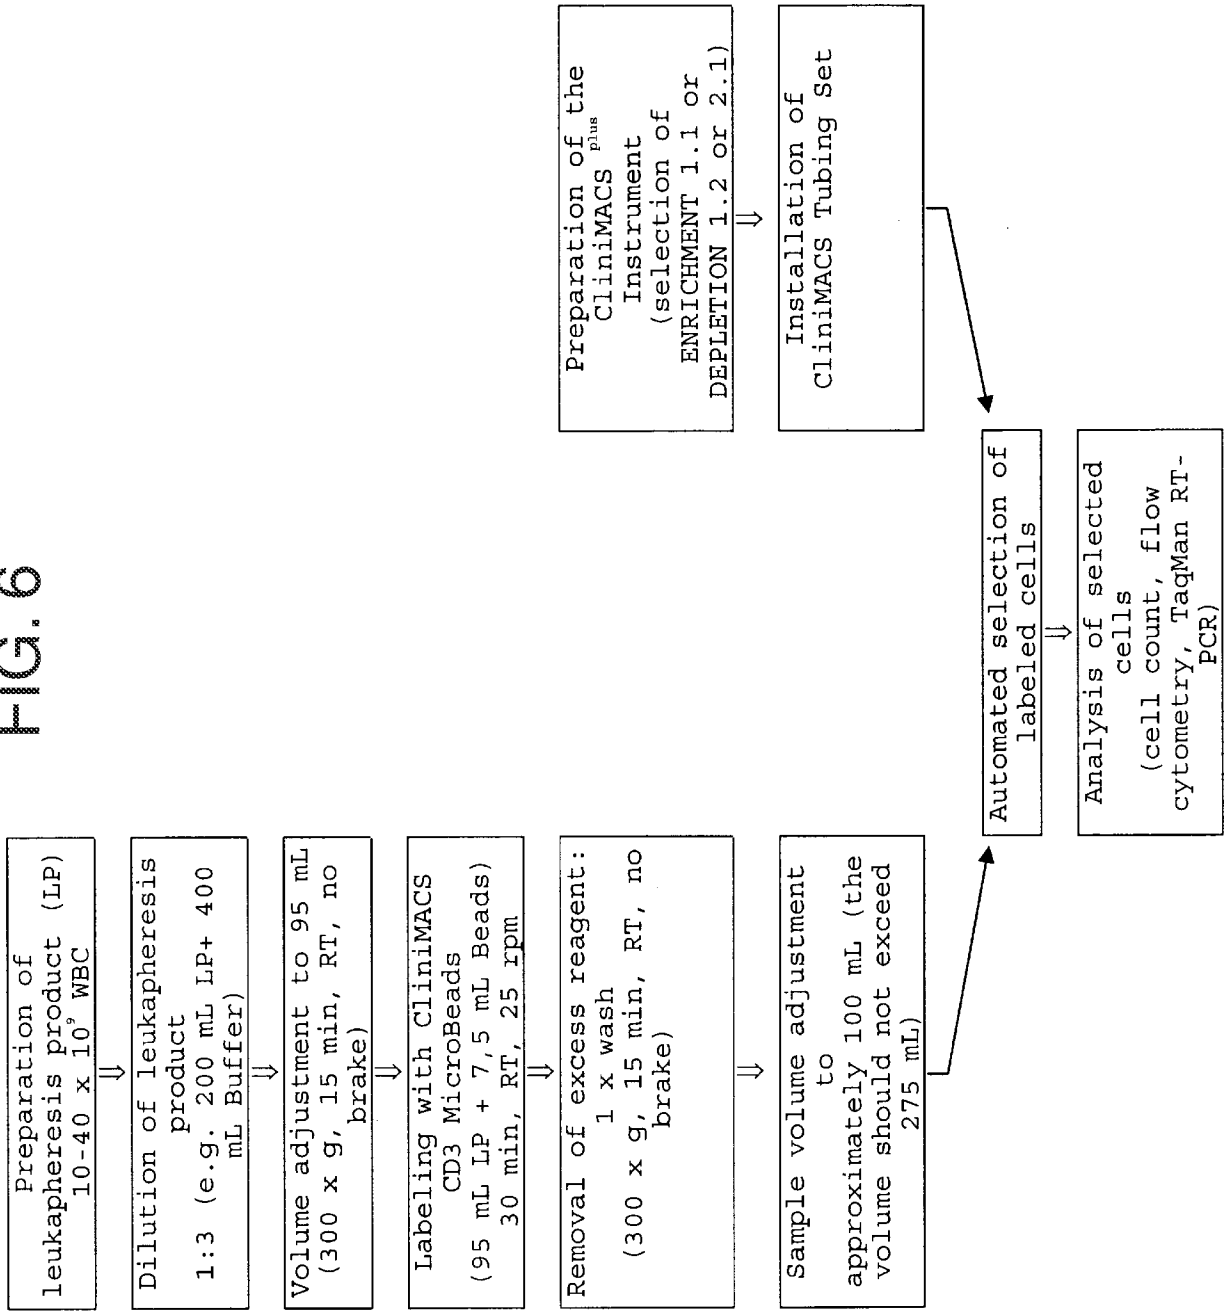 FIG. 6
Preparation of
leukapheresis product (LP)
10-40 x 10⁹ WBC
⇒
Dilution of leukapheresis
product
1:3 (e.g. 200 mL LP+ 400
mL Buffer)
⇒
Volume adjustment to 95 mL
(300 x g, 15 min, RT, no
brake)
⇒
Labeling with CliniMACS
CD3 MicroBeads
(95 mL LP + 7,5 mL Beads)
30 min, RT, 25 rpm
⇒
Removal of excess reagent:
1 x wash
(300 x g, 15 min, RT, no
brake)
⇒
Sample volume adjustment
to
approximately 100 mL (the
volume should not exceed
275 mL)
Preparation of the
CliniMACS plus
Instrument
(selection of
ENRICHMENT 1.1 or
DEPLETION 1.2 or 2.1)
⇒
Installation of
CliniMACS Tubing Set
Automated selection of
labeled cells
⇒
Analysis of selected
cells
(cell count, flow
cytometry, TaqMan RT-
PCR)